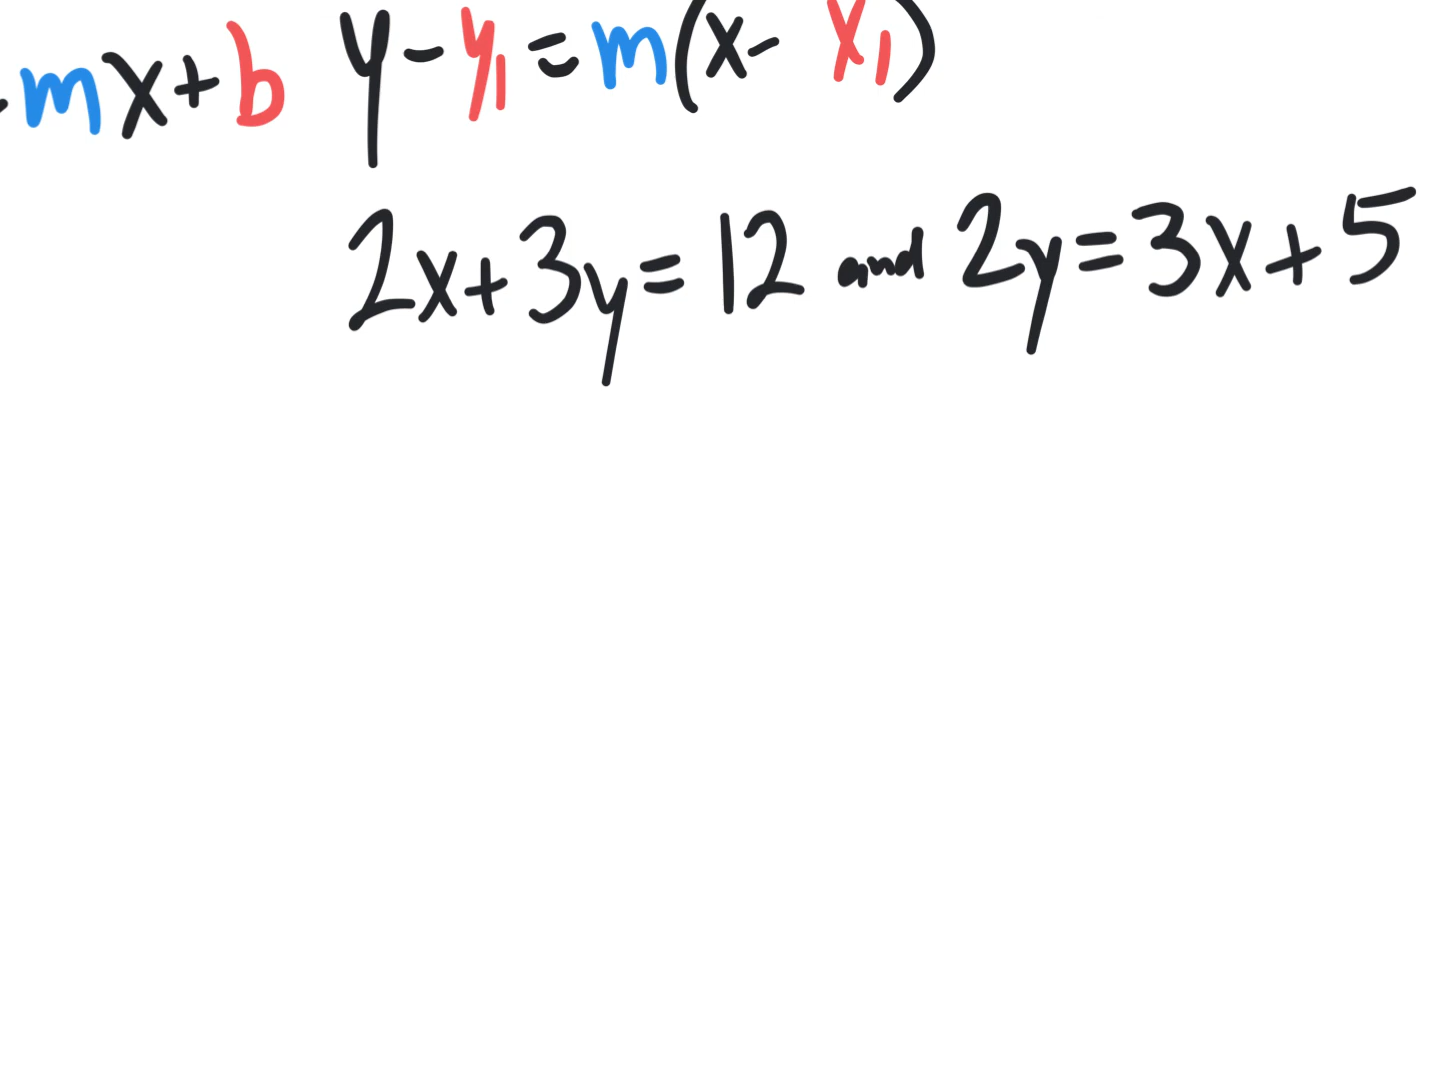 mx+b y-y₁=m(x-x₁)
2x+3y=12 and 2y=3x+5